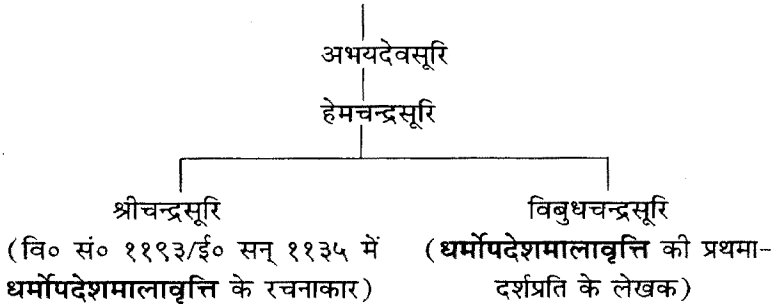 अभयदेवसूरि
हेमचन्द्रसूरि
श्रीचन्द्रसूरि
(वि० सं० ११९३/ई० सन् ११३५ में
धर्मोपदेशमालावृत्ति के रचनाकार)
विबुधचन्द्रसूरि
(धर्मोपदेशमालावृत्ति की प्रथमा-
दर्शप्रति के लेखक)